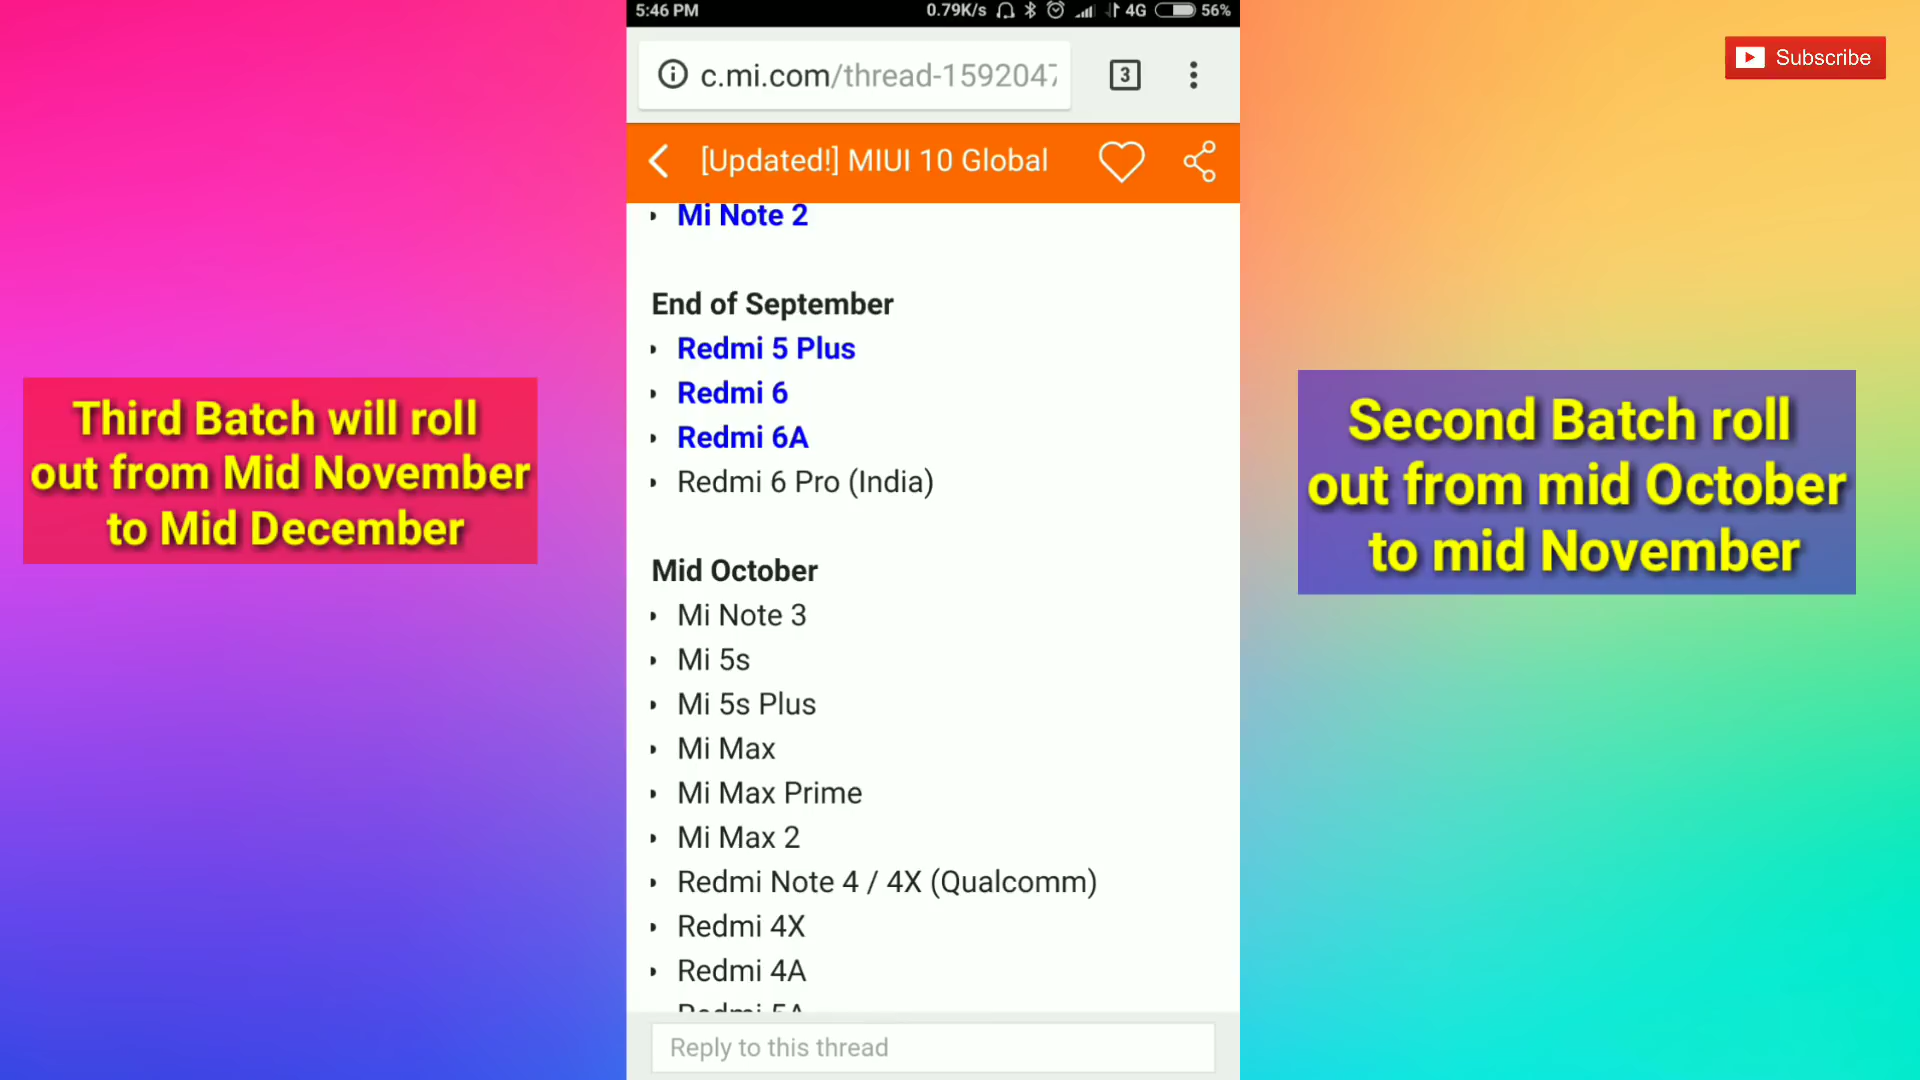 5:46 PM
0.79K/s 4G 56%
c.mi.com/thread-1592047
3
[Updated!] MIUI 10 Global
Mi Note 2
End of September
Redmi 5 Plus
Redmi 6
Redmi 6A
Redmi 6 Pro (India)
Mid October
Mi Note 3
Mi 5s
Mi 5s Plus
Mi Max
Mi Max Prime
Mi Max 2
Redmi Note 4 / 4X (Qualcomm)
Redmi 4X
Redmi 4A
Redmi 5A
Reply to this thread
Third Batch will roll
out from Mid November
to Mid December
Subscribe
Second Batch roll
out from mid October
to mid November